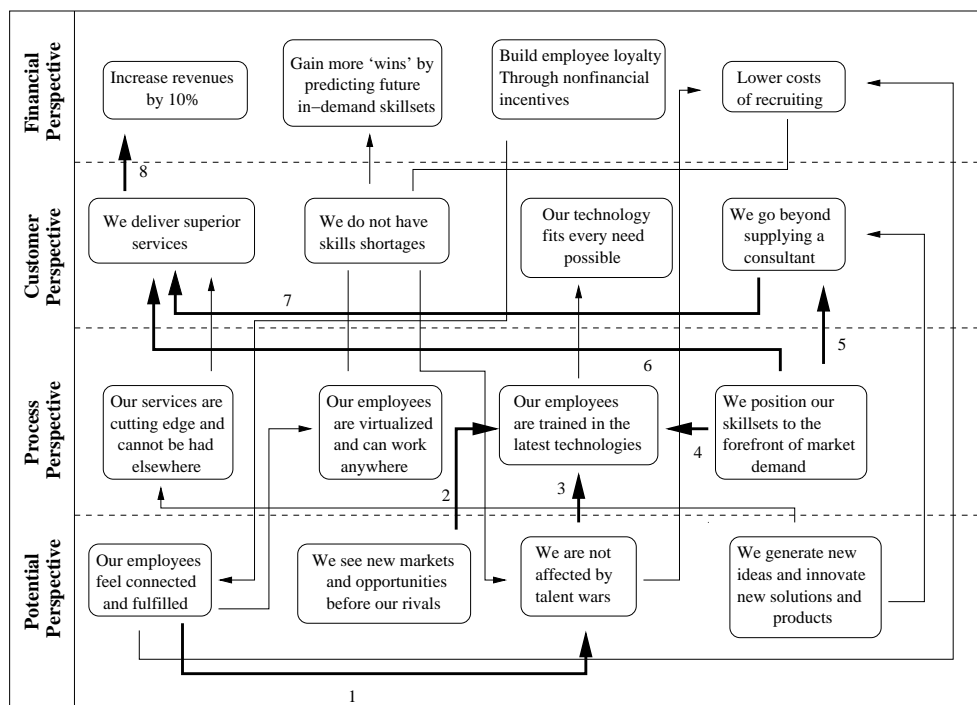 Financial
Perspective
Increase revenues
by 10%
Gain more ‘wins’ by
predicting future
in−demand skillsets
Build employee loyalty
Through nonfinancial
incentives
Lower costs
of recruiting
8
Customer
Perspective
We deliver superior
services
We do not have
skills shortages
Our technology
fits every need
possible
We go beyond
supplying a
consultant
7
6
5
Process
Perspective
Our services are
cutting edge and
cannot be had
elsewhere
Our employees
are virtualized
and can work
anywhere
Our employees
are trained in the
latest technologies
We position our
skillsets to the
forefront of market
demand
4
2
3
Potential
Perspective
Our employees
feel connected
and fulfilled
We see new markets
and opportunities
before our rivals
We are not
affected by
talent wars
We generate new
ideas and innovate
new solutions and
products
1